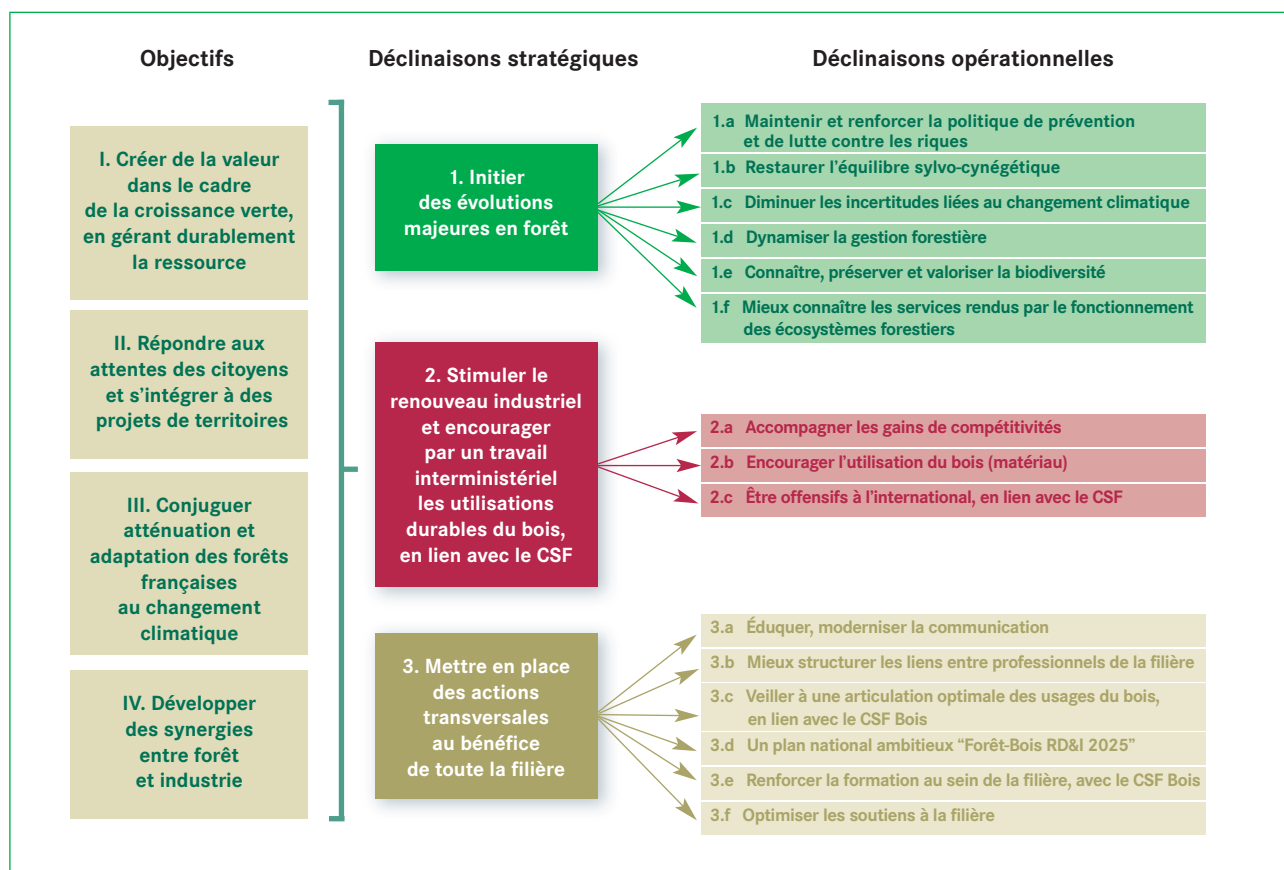 Objectifs
Déclinaisons stratégiques
Déclinaisons opérationnelles
I. Créer de la valeur
dans le cadre
de la croissance verte,
en gérant durablement
la ressource
II. Répondre aux
attentes des citoyens
et s'intégrer à des
projets de territoires
III. Conjuguer
atténuation et
adaptation des forêts
françaises
au changement
climatique
IV. Développer
des synergies
entre forêt
et industrie
1. Initier
des évolutions
majeures en forêt
1.a Maintenir et renforcer la politique de prévention
et de lutte contre les riques
1.b Restaurer l'équilibre sylvo-cynégétique
1.c Diminuer les incertitudes liées au changement climatique
1.d Dynamiser la gestion forestière
1.e Connaître, préserver et valoriser la biodiversité
1.f Mieux connaître les services rendus par le fonctionnement
des écosystèmes forestiers
2. Stimuler le
renouveau industriel
et encourager
par un travail
interministériel
les utilisations
durables du bois,
en lien avec le CSF
2.a Accompagner les gains de compétitivités
2.b Encourager l'utilisation du bois (matériau)
2.c Être offensifs à l'international, en lien avec le CSF
3. Mettre en place
des actions
transversales
au bénéfice
de toute la filière
3.a Éduquer, moderniser la communication
3.b Mieux structurer les liens entre professionnels de la filière
3.c Veiller à une articulation optimale des usages du bois,
en lien avec le CSF Bois
3.d Un plan national ambitieux "Forêt-Bois RD&I 2025"
3.e Renforcer la formation au sein de la filière, avec le CSF Bois
3.f Optimiser les soutiens à la filière